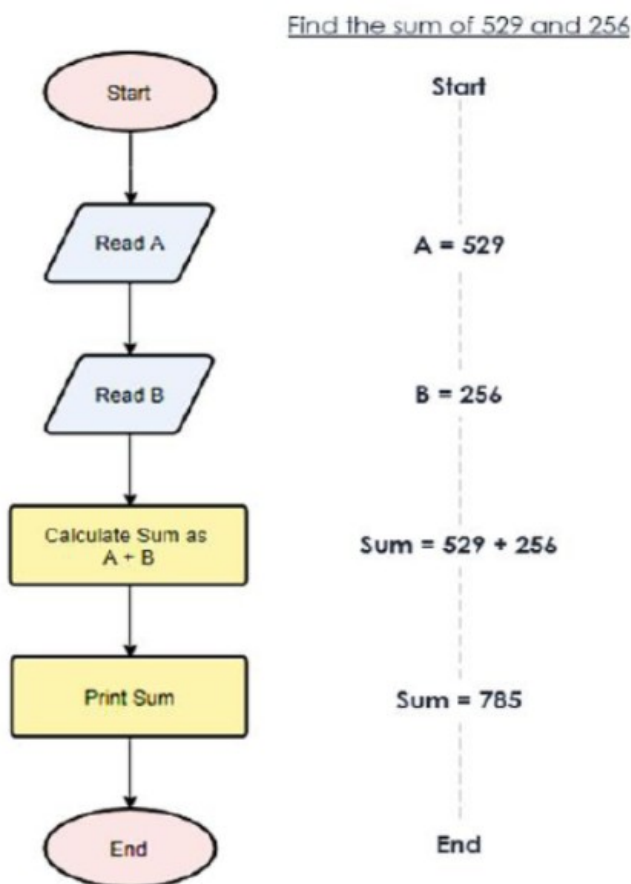 Find the sum of 529 and 256
Start
Start
Read A
A = 529
Read B
B = 256
Calculate Sum as
A + B
Sum = 529 + 256
Print Sum
Sum = 785
End
End